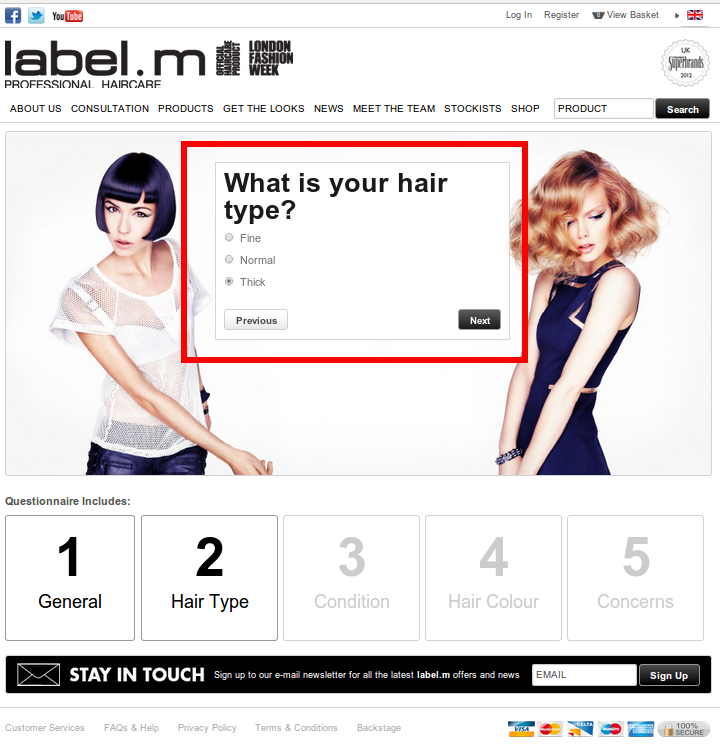 You Tube
Log In Register View Basket
label.m
PROFESSIONAL HAIRCARE
OFFICIAL HAIRCARE PRODUCT
LONDON FASHION WEEK
UK
Superbrands
2012
ABOUT US CONSULTATION PRODUCTS GET THE LOOKS NEWS MEET THE TEAM STOCKISTS SHOP PRODUCT Search
What is your hair
type?
Fine
Normal
Thick
Previous Next
Questionnaire Includes:
1 2 3 4 5
General Hair Type Condition Hair Colour Concerns
STAY IN TOUCH Sign up to our e-mail newsletter for all the latest label.m offers and news EMAIL Sign Up
Customer Services FAQs & Help Privacy Policy Terms & Conditions Backstage
VISA MasterCard DELTA Maestro 100% SECURE